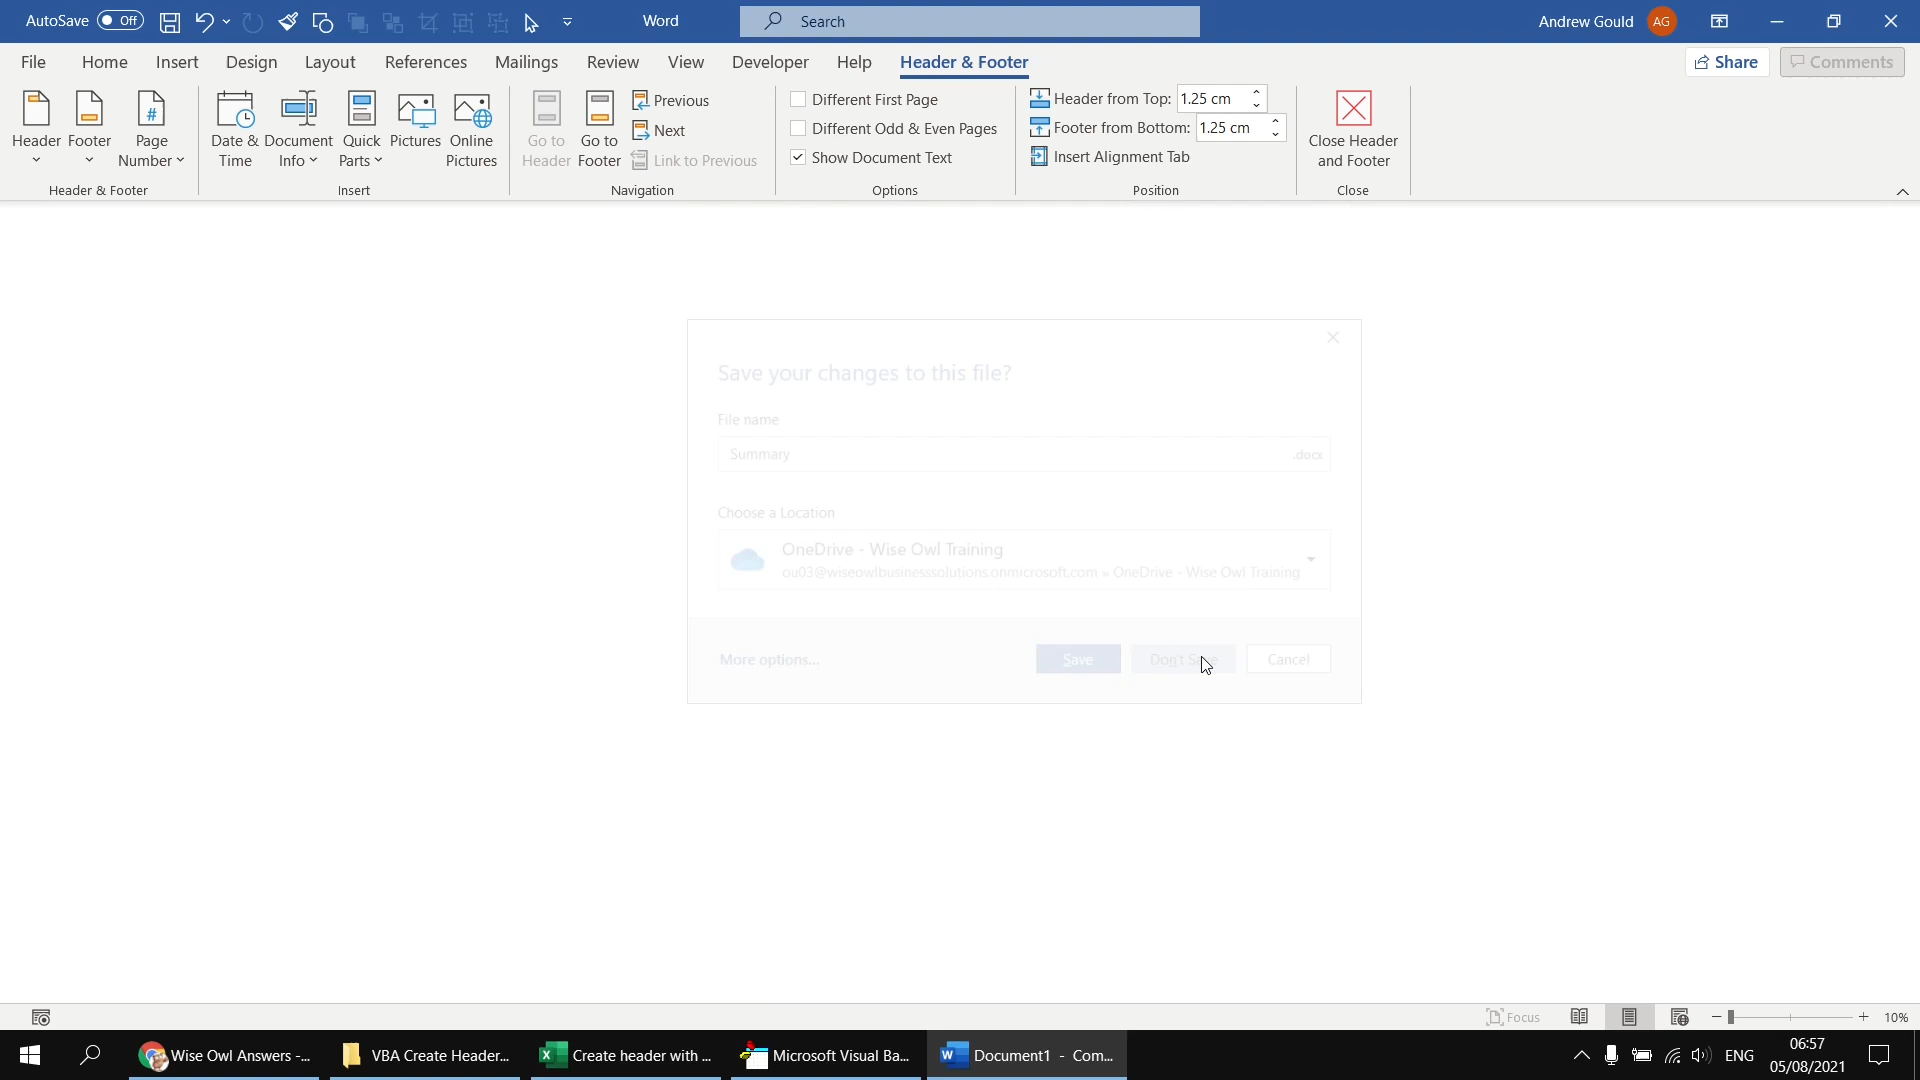 AutoSave Off Word Search Andrew Gould AG
File Home Insert Design Layout References Mailings Review View Developer Help Header & Footer Share Comments
Header
Footer
Page
Number
Header & Footer
Date &
Time
Document
Info
Quick
Parts
Pictures
Online
Pictures
Insert
Go to
Header
Go to
Footer
Previous
Next
Link to Previous
Navigation
Different First Page
Different Odd & Even Pages
Show Document Text
Options
Header from Top: 1.25 cm
Footer from Bottom: 1.25 cm
Insert Alignment Tab
Position
Close Header
and Footer
Close
Save your changes to this file?
File name
Summary .docx
Choose a Location
OneDrive - Wise Owl Training
ou03@wiseowlbusinesssolutions.onmicrosoft.com » OneDrive - Wise Owl Training
More options... Save Don't Save Cancel
Focus 10%
Wise Owl Answers -... VBA Create Header... Create header with ... Microsoft Visual Ba... Document1 - Com... ENG
06:57
05/08/2021